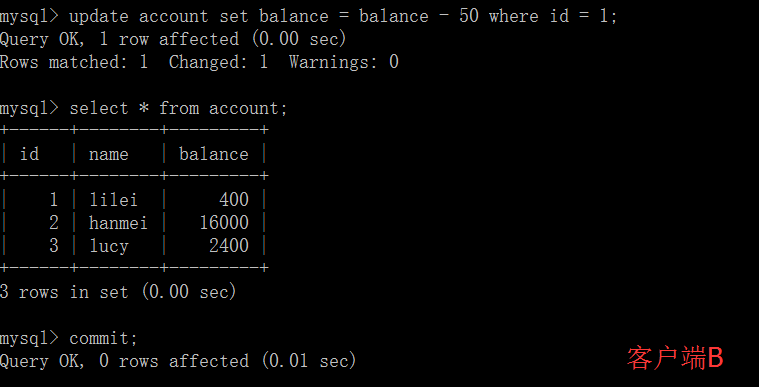 mysql> update account set balance = balance - 50 where id = 1;
Query OK, 1 row affected (0.00 sec)
Rows matched: 1  Changed: 1  Warnings: 0

mysql> select * from account;
+------+--------+---------+
| id   | name   | balance |
+------+--------+---------+
|    1 | lilei  |     400 |
|    2 | hanmei |   16000 |
|    3 | lucy   |    2400 |
+------+--------+---------+
3 rows in set (0.00 sec)

mysql> commit;
Query OK, 0 rows affected (0.01 sec)
客户端B